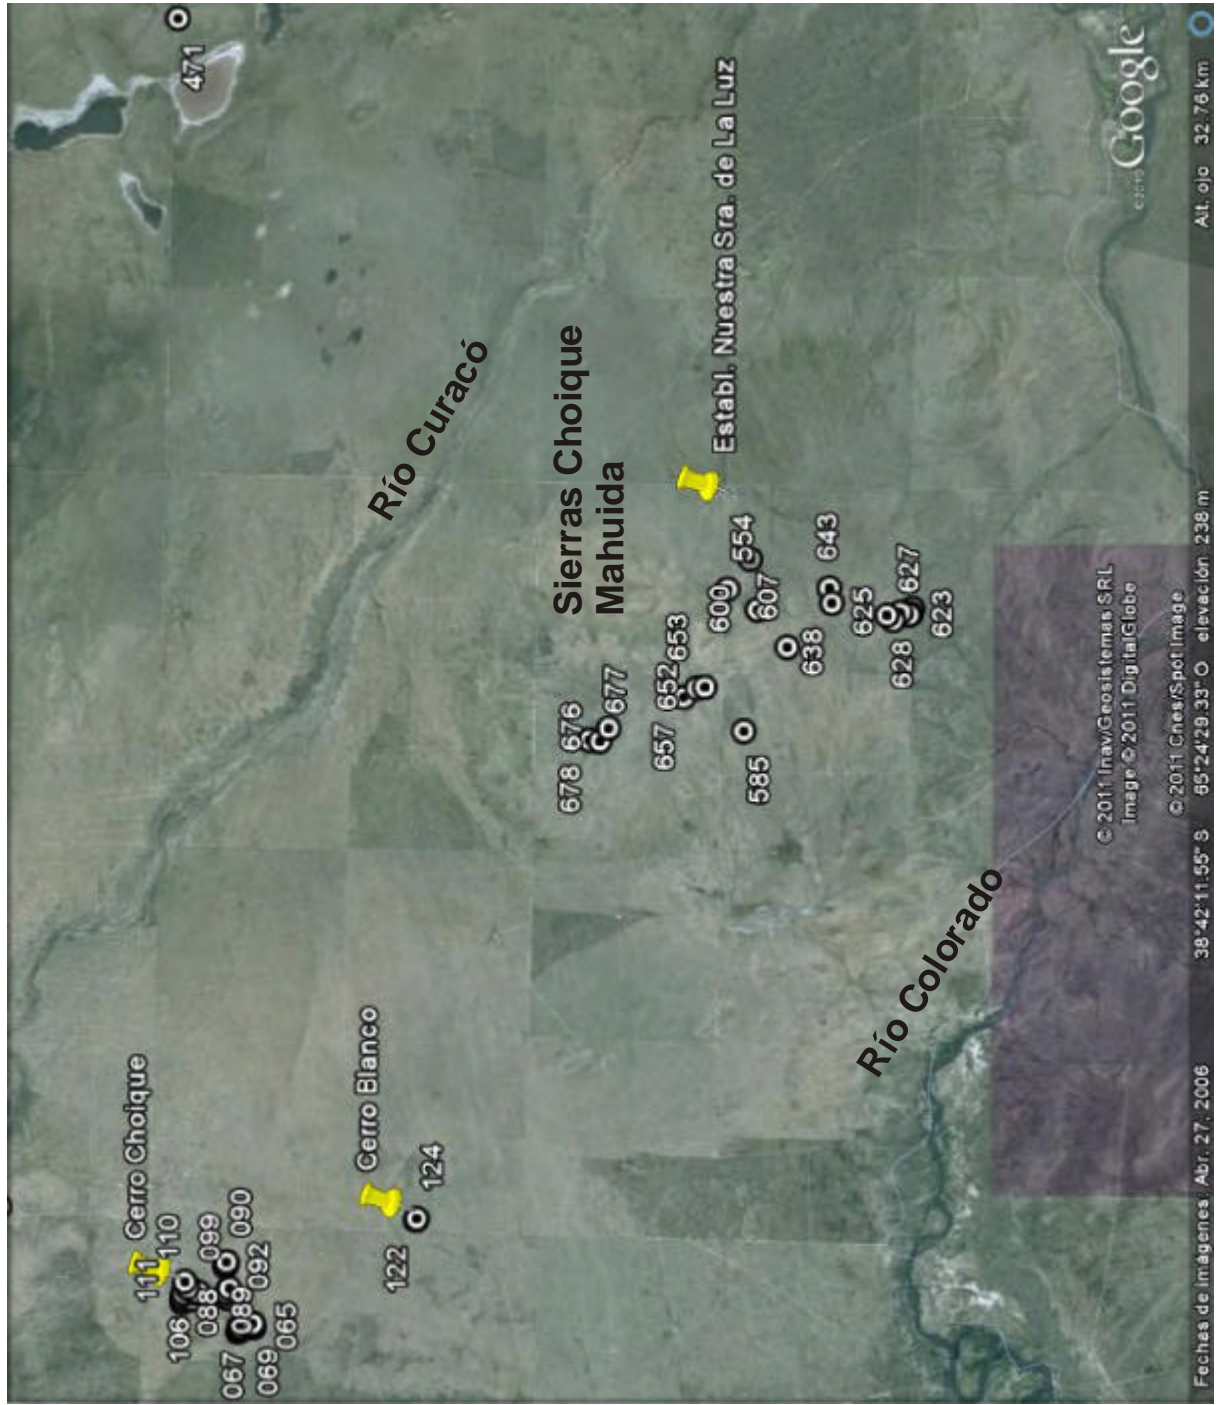 471
Cerro Choique
111
110
106
099
088
090
089
092
067
069
065
Cerro Blanco
122
124
Río Curacó
Sierras Choique
Mahuida
678
676
677
657
652
653
585
600
554
607
638
643
625
628
627
623
Establ. Nuestra Sra. de La Luz
Río Colorado
© 2011 Inav/Geosistemas SRL
Image © 2011 DigitalGlobe
© 2011 Cnes/Spot Image
Google
Fechas de imágenes: Abr. 27, 2006 38°42'11.55" S 65°24'29.33" O elevación 238 m Alt. ojo 32.76 km